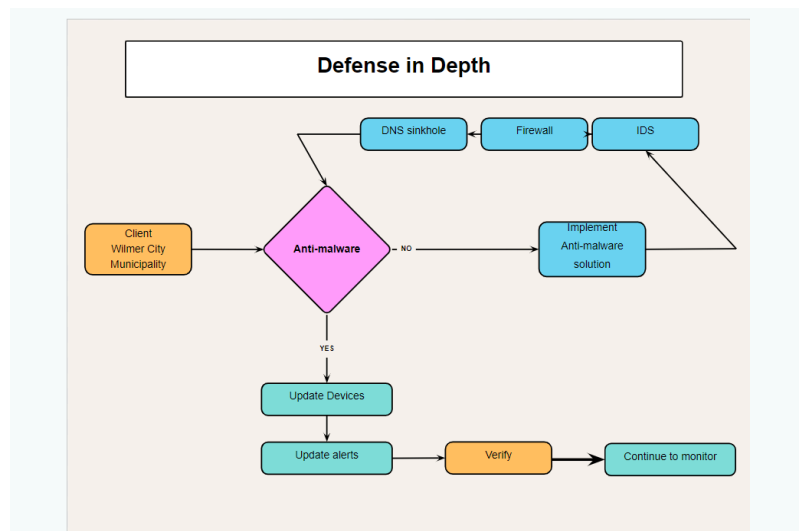 Defense in Depth
DNS sinkhole
Firewall
IDS
Client
Wilmer City
Municipality
Anti-malware
NO
Implement
Anti-malware
solution
YES
Update Devices
Update alerts
Verify
Continue to monitor